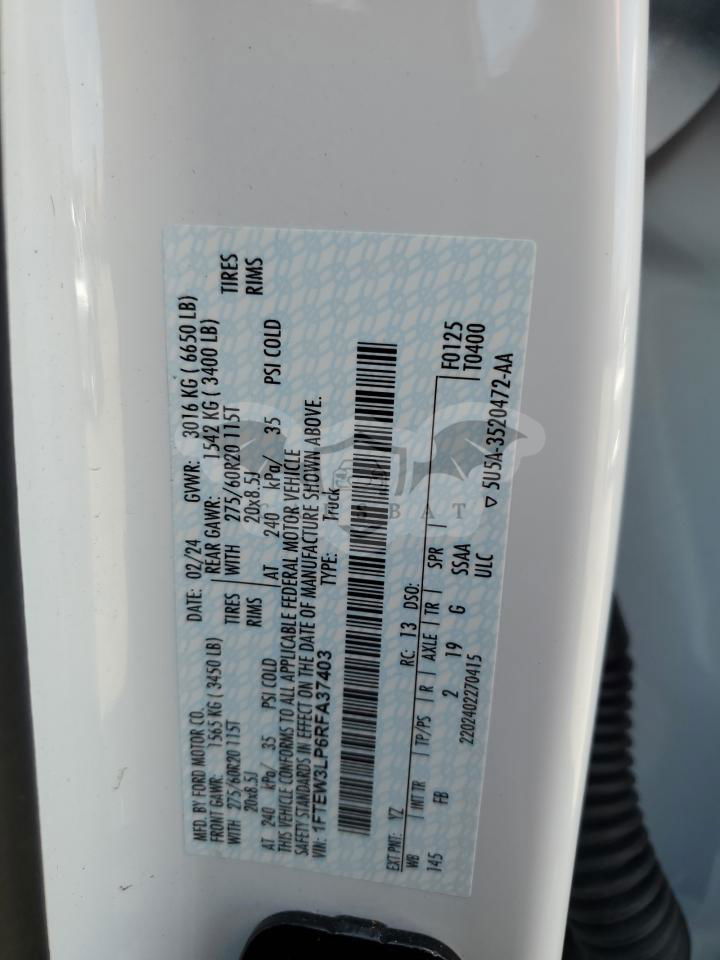 MFD. BY FORD MOTOR CO.
DATE: 02/24 GVWR: 3016 KG ( 6650 LB)
FRONT GAWR: 1565 KG ( 3450 LB) REAR GAWR: 1542 KG ( 3400 LB)
WITH 275/60R20 115T TIRES WITH 275/60R20 115T TIRES
20x8.5J RIMS 20x8.5J RIMS
AT 240 kPa/ 35 PSI COLD AT 240 kPa/ 35 PSI COLD
THIS VEHICLE CONFORMS TO ALL APPLICABLE FEDERAL MOTOR VEHICLE
SAFETY STANDARDS IN EFFECT ON THE DATE OF MANUFACTURE SHOWN ABOVE.
VIN: 1FTEW3LP6RFA37403 TYPE: Truck
EXT PNT: YZ RC: 13 DSO: F0125
WB INT TR TP/PS R AXLE TR SPR T0400
145 FB 2 19 G SSAA
2202402270415 ULC ▽ 5U5A-3520472-AA
BBAT